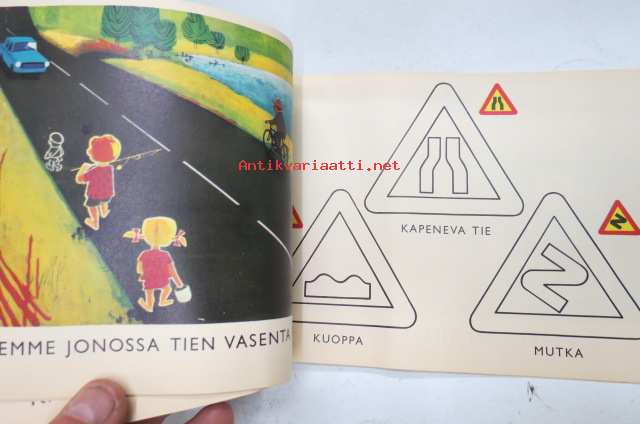 EMME JONOSSA TIEN VASENTA
KAPENEVA TIE
KUOPPA
MUTKA
Antikvariaatti.net